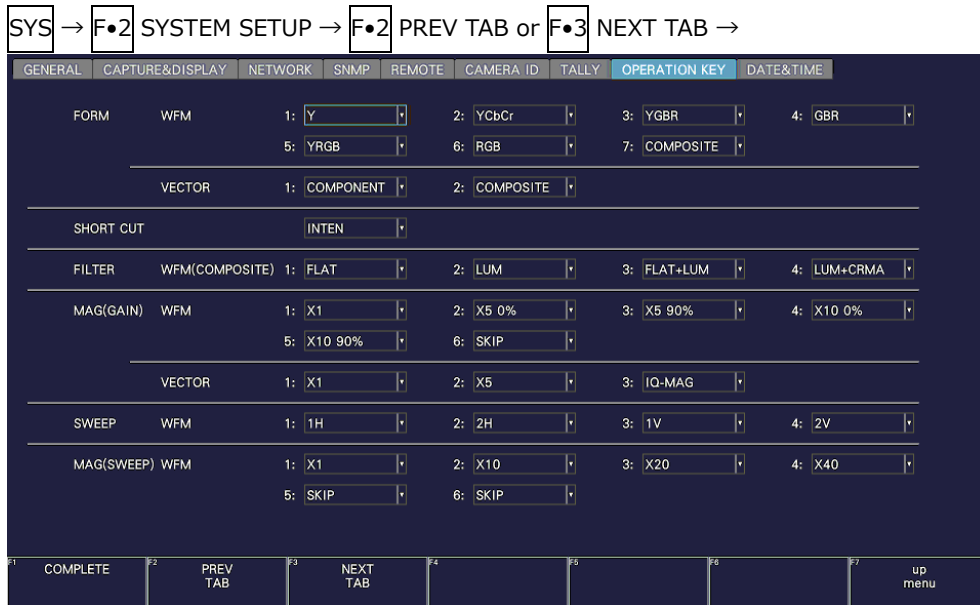 SYS → F•2 SYSTEM SETUP → F•2 PREV TAB or F•3 NEXT TAB →
GENERAL CAPTURE&DISPLAY NETWORK SNMP REMOTE CAMERA ID TALLY OPERATION KEY DATE&TIME
FORM WFM 1: Y 2: YCbCr 3: YGBR 4: GBR
5: YRGB 6: RGB 7: COMPOSITE
VECTOR 1: COMPONENT 2: COMPOSITE
SHORT CUT INTEN
FILTER WFM(COMPOSITE) 1: FLAT 2: LUM 3: FLAT+LUM 4: LUM+CRMA
MAG(GAIN) WFM 1: X1 2: X5 0% 3: X5 90% 4: X10 0%
5: X10 90% 6: SKIP
VECTOR 1: X1 2: X5 3: IQ-MAG
SWEEP WFM 1: 1H 2: 2H 3: 1V 4: 2V
MAG(SWEEP) WFM 1: X1 2: X10 3: X20 4: X40
5: SKIP 6: SKIP
F1 COMPLETE F2 PREV F3 NEXT F4 F5 F6 F7 up
TAB TAB menu